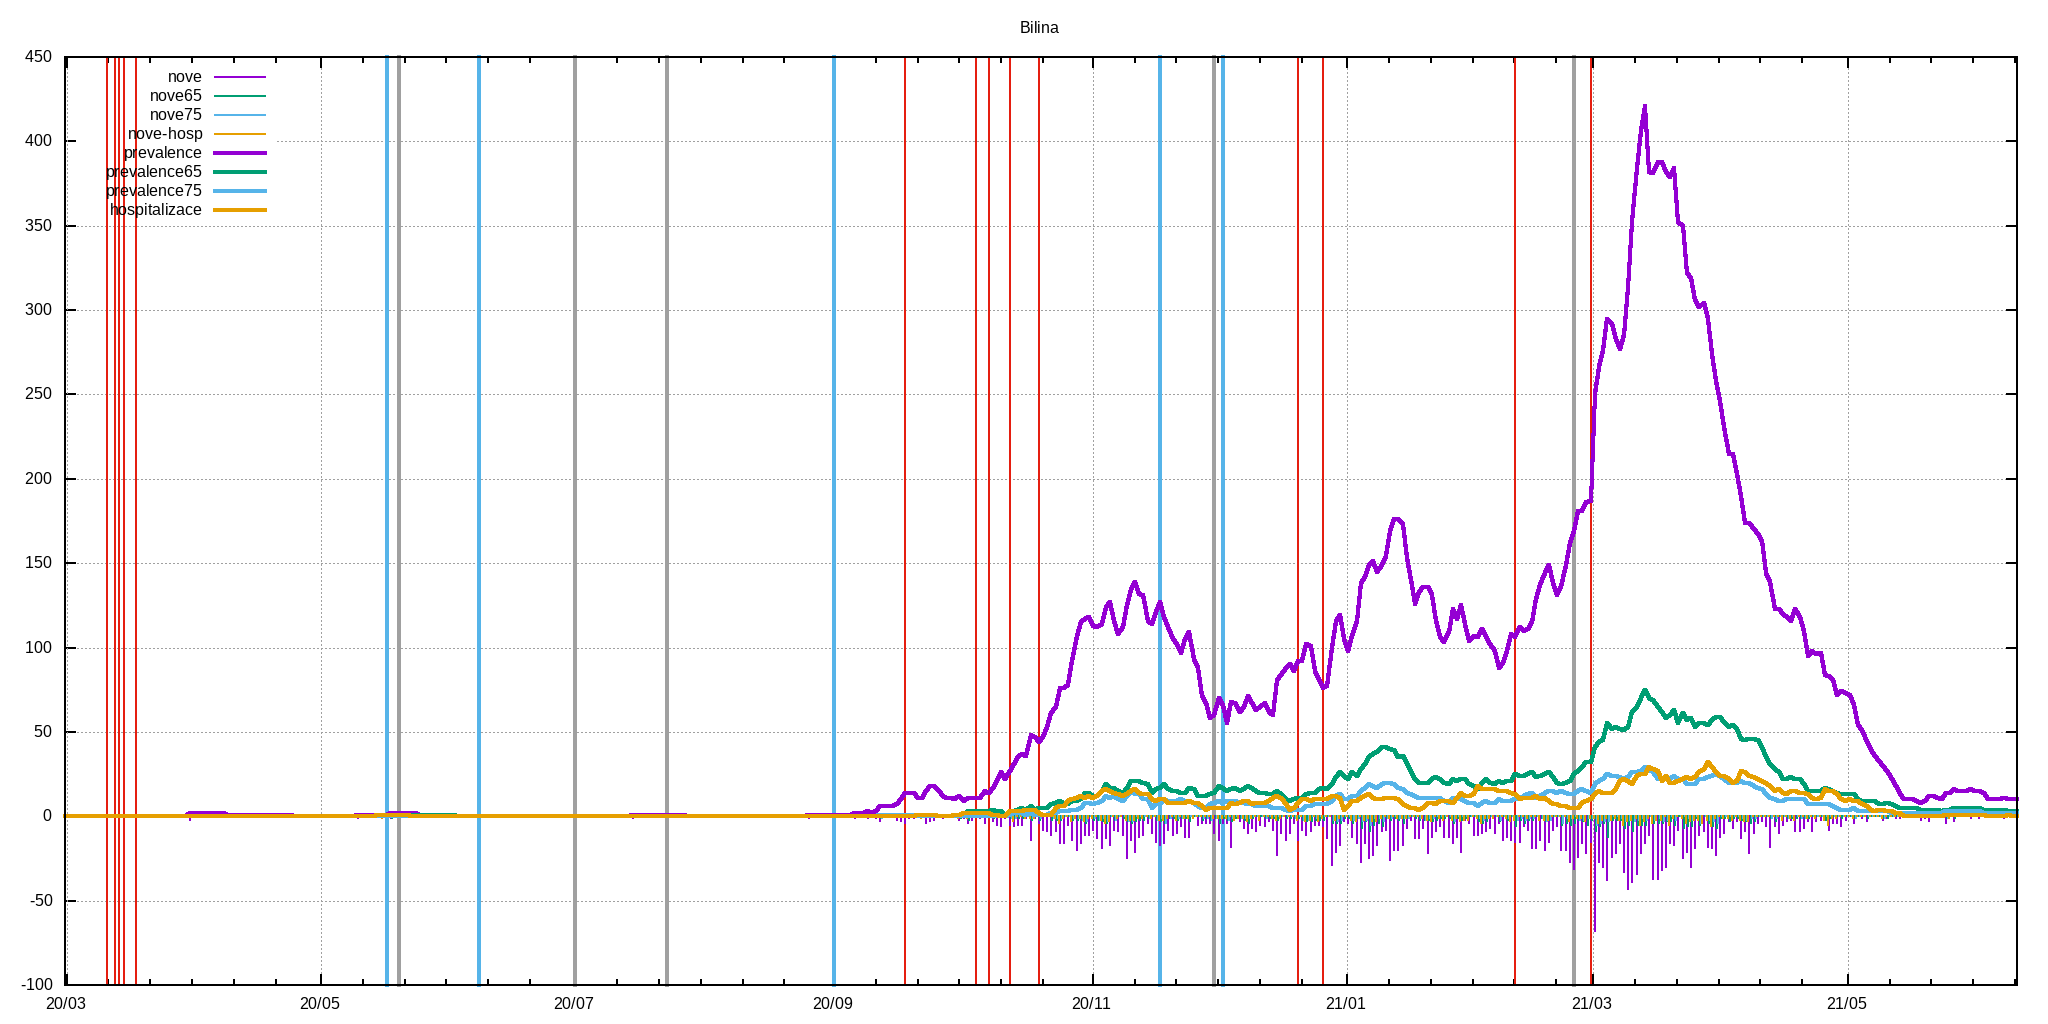 Bilina
450
400
350
300
250
200
150
100
50
0
-50
-100
nove
nove65
nove75
nove-hosp
prevalence
prevalence65
prevalence75
hospitalizace
20/03 20/05 20/07 20/09 20/11 21/01 21/03 21/05